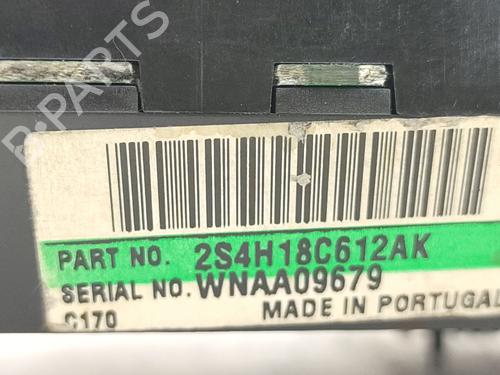 B-PARTS
PART NO. 2S4H18C612AK
SERIAL NO. WNAA09679
C170 MADE IN PORTUGAL